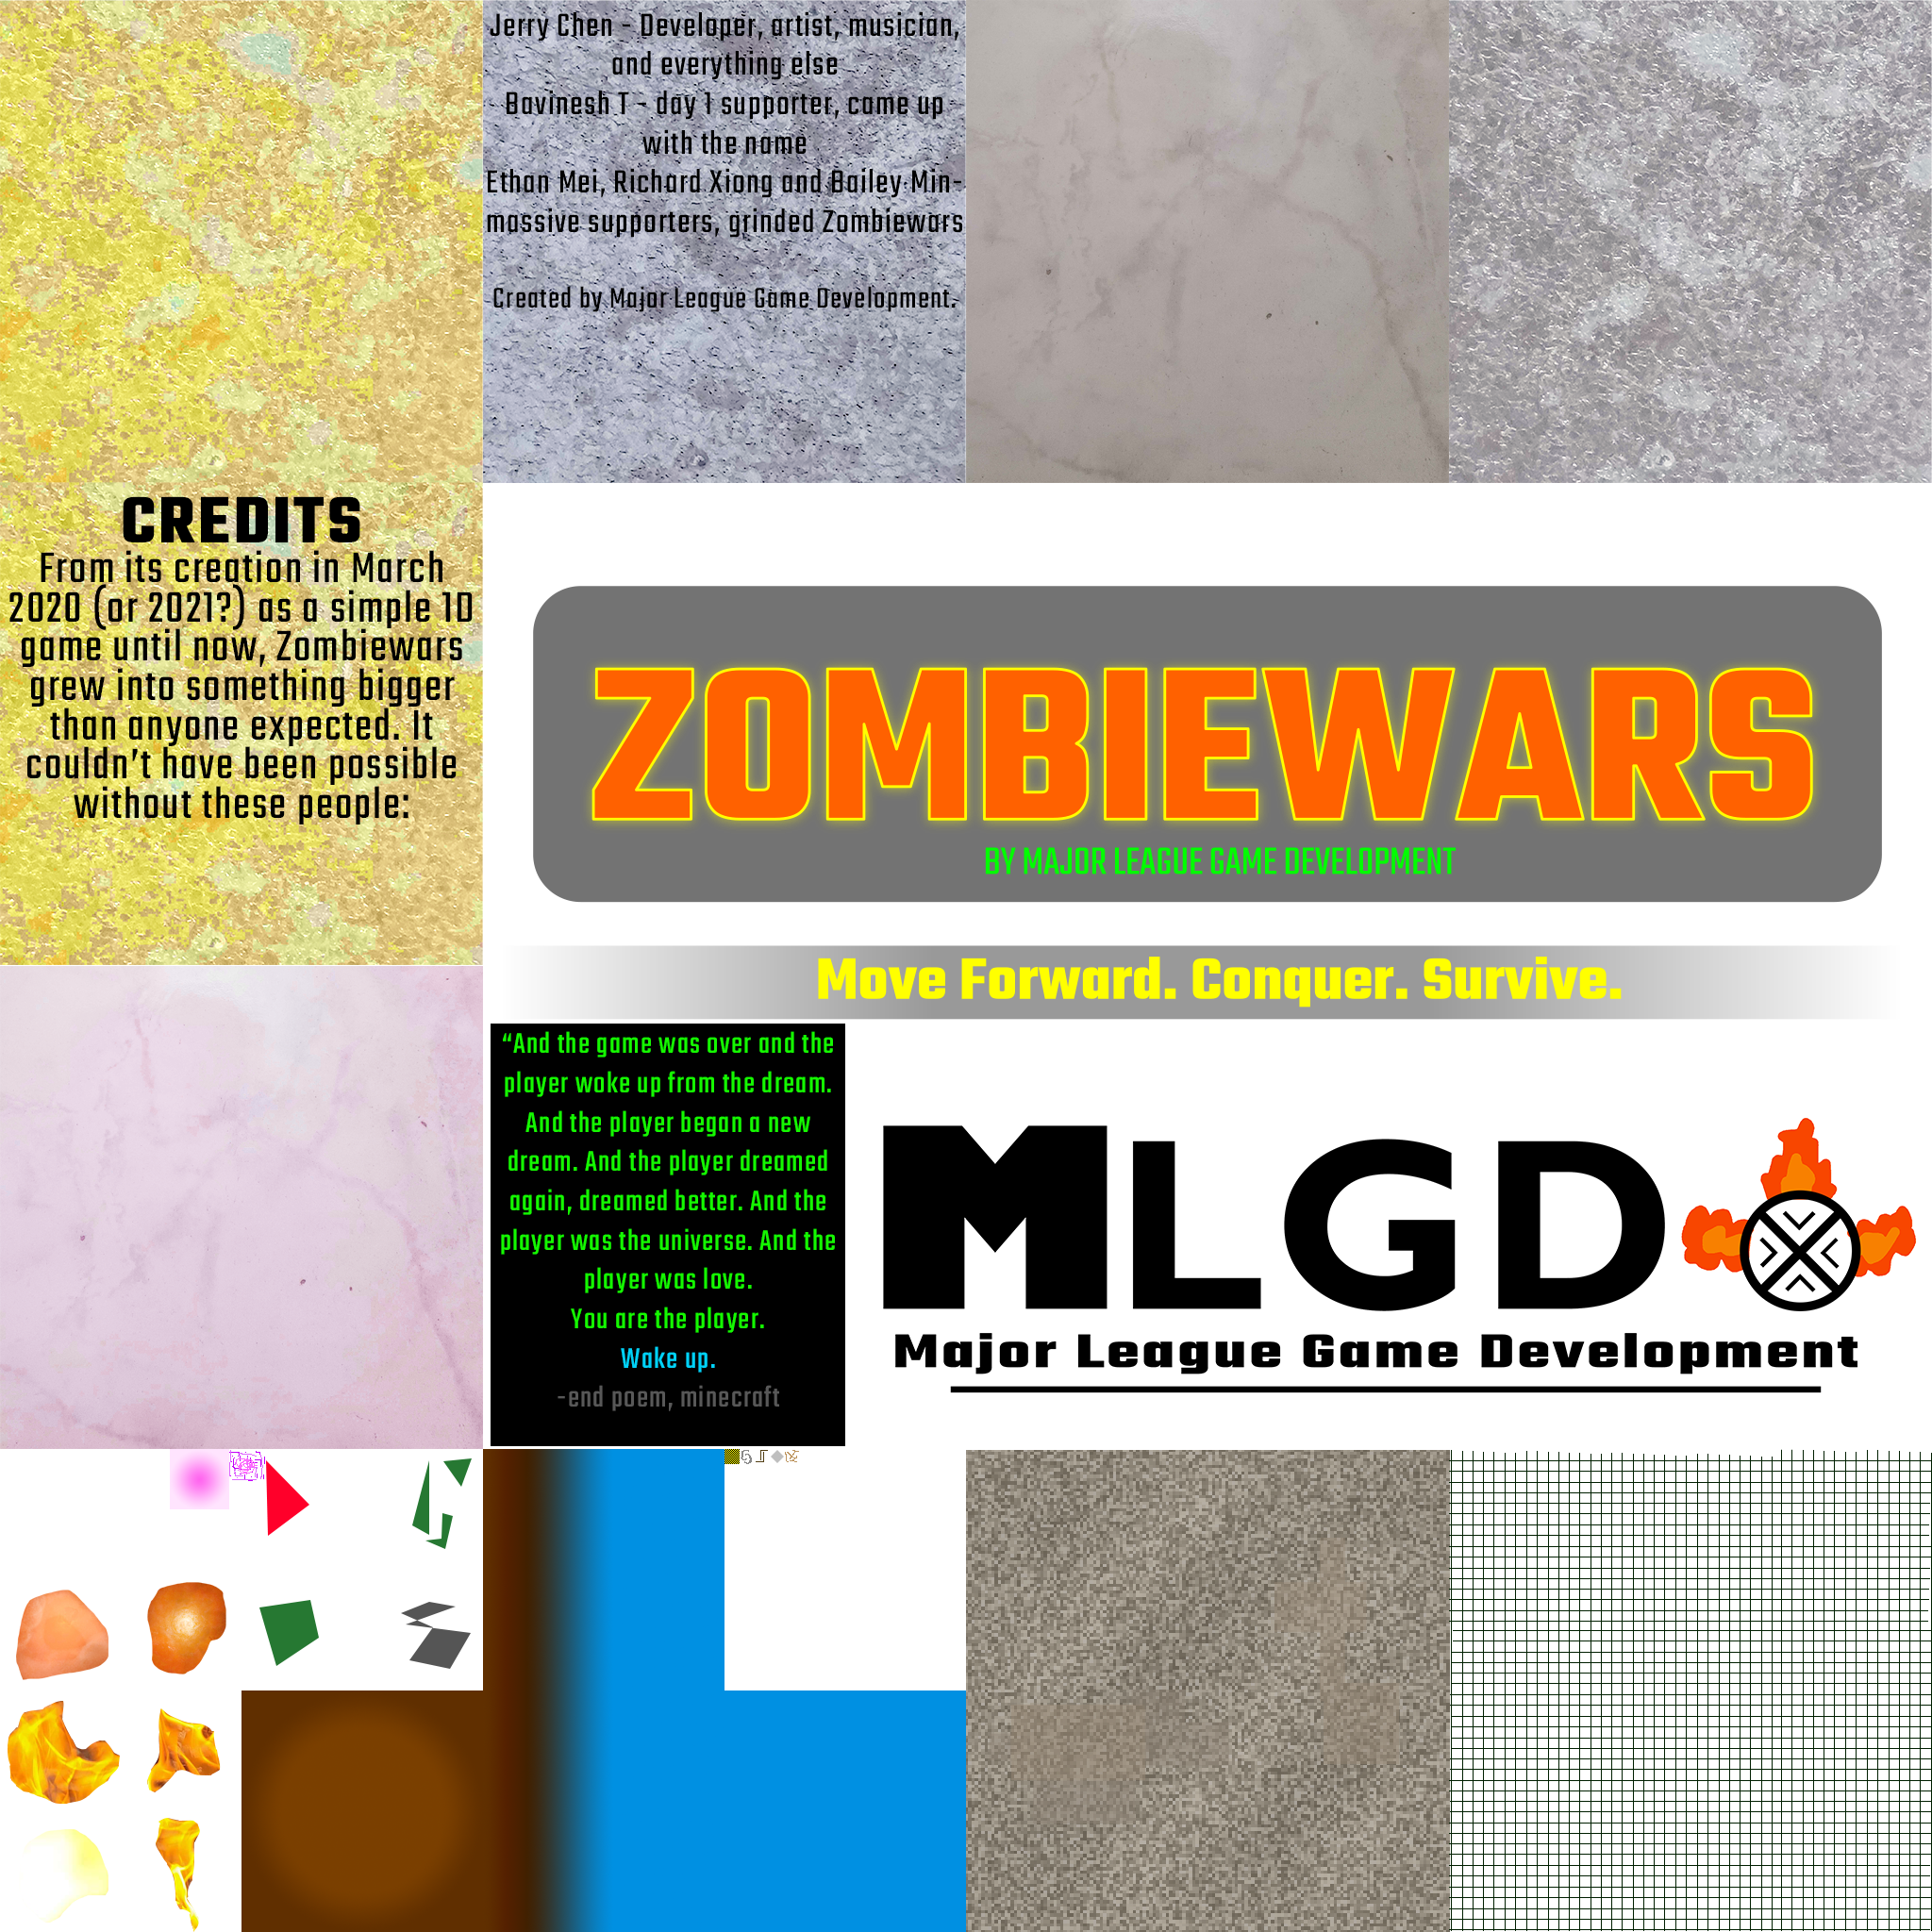 Jerry Chen - Developer, artist, musician,
and everything else
Bavinesh T - day 1 supporter, came up
with the name
Ethan Mei, Richard Xiong and Bailey Min-
massive supporters, grinded Zombiewars
Created by Major League Game Development.
CREDITS
From its creation in March
2020 (or 2021?) as a simple 1D
game until now, Zombiewars
grew into something bigger
than anyone expected. It
couldn't have been possible
without these people:
ZOMBIEWARS
BY MAJOR LEAGUE GAME DEVELOPMENT
Move Forward. Conquer. Survive.
“And the game was over and the
player woke up from the dream.
And the player began a new
dream. And the player dreamed
again, dreamed better. And the
player was the universe. And the
player was love.
You are the player.
Wake up.
-end poem, minecraft
MLGD
Major League Game Development